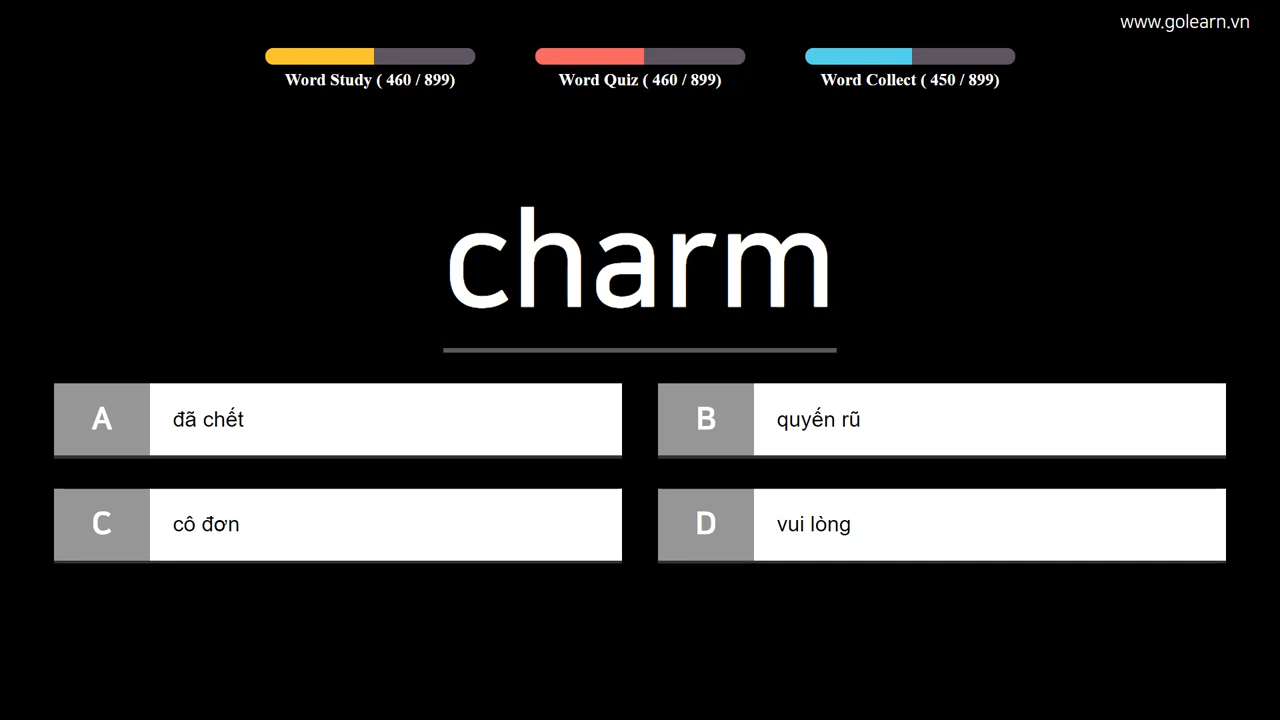 www.golearn.vn
Word Study ( 460 / 899)
Word Quiz ( 460 / 899)
Word Collect ( 450 / 899)
charm
A đã chết
B quyến rũ
C cô đơn
D vui lòng